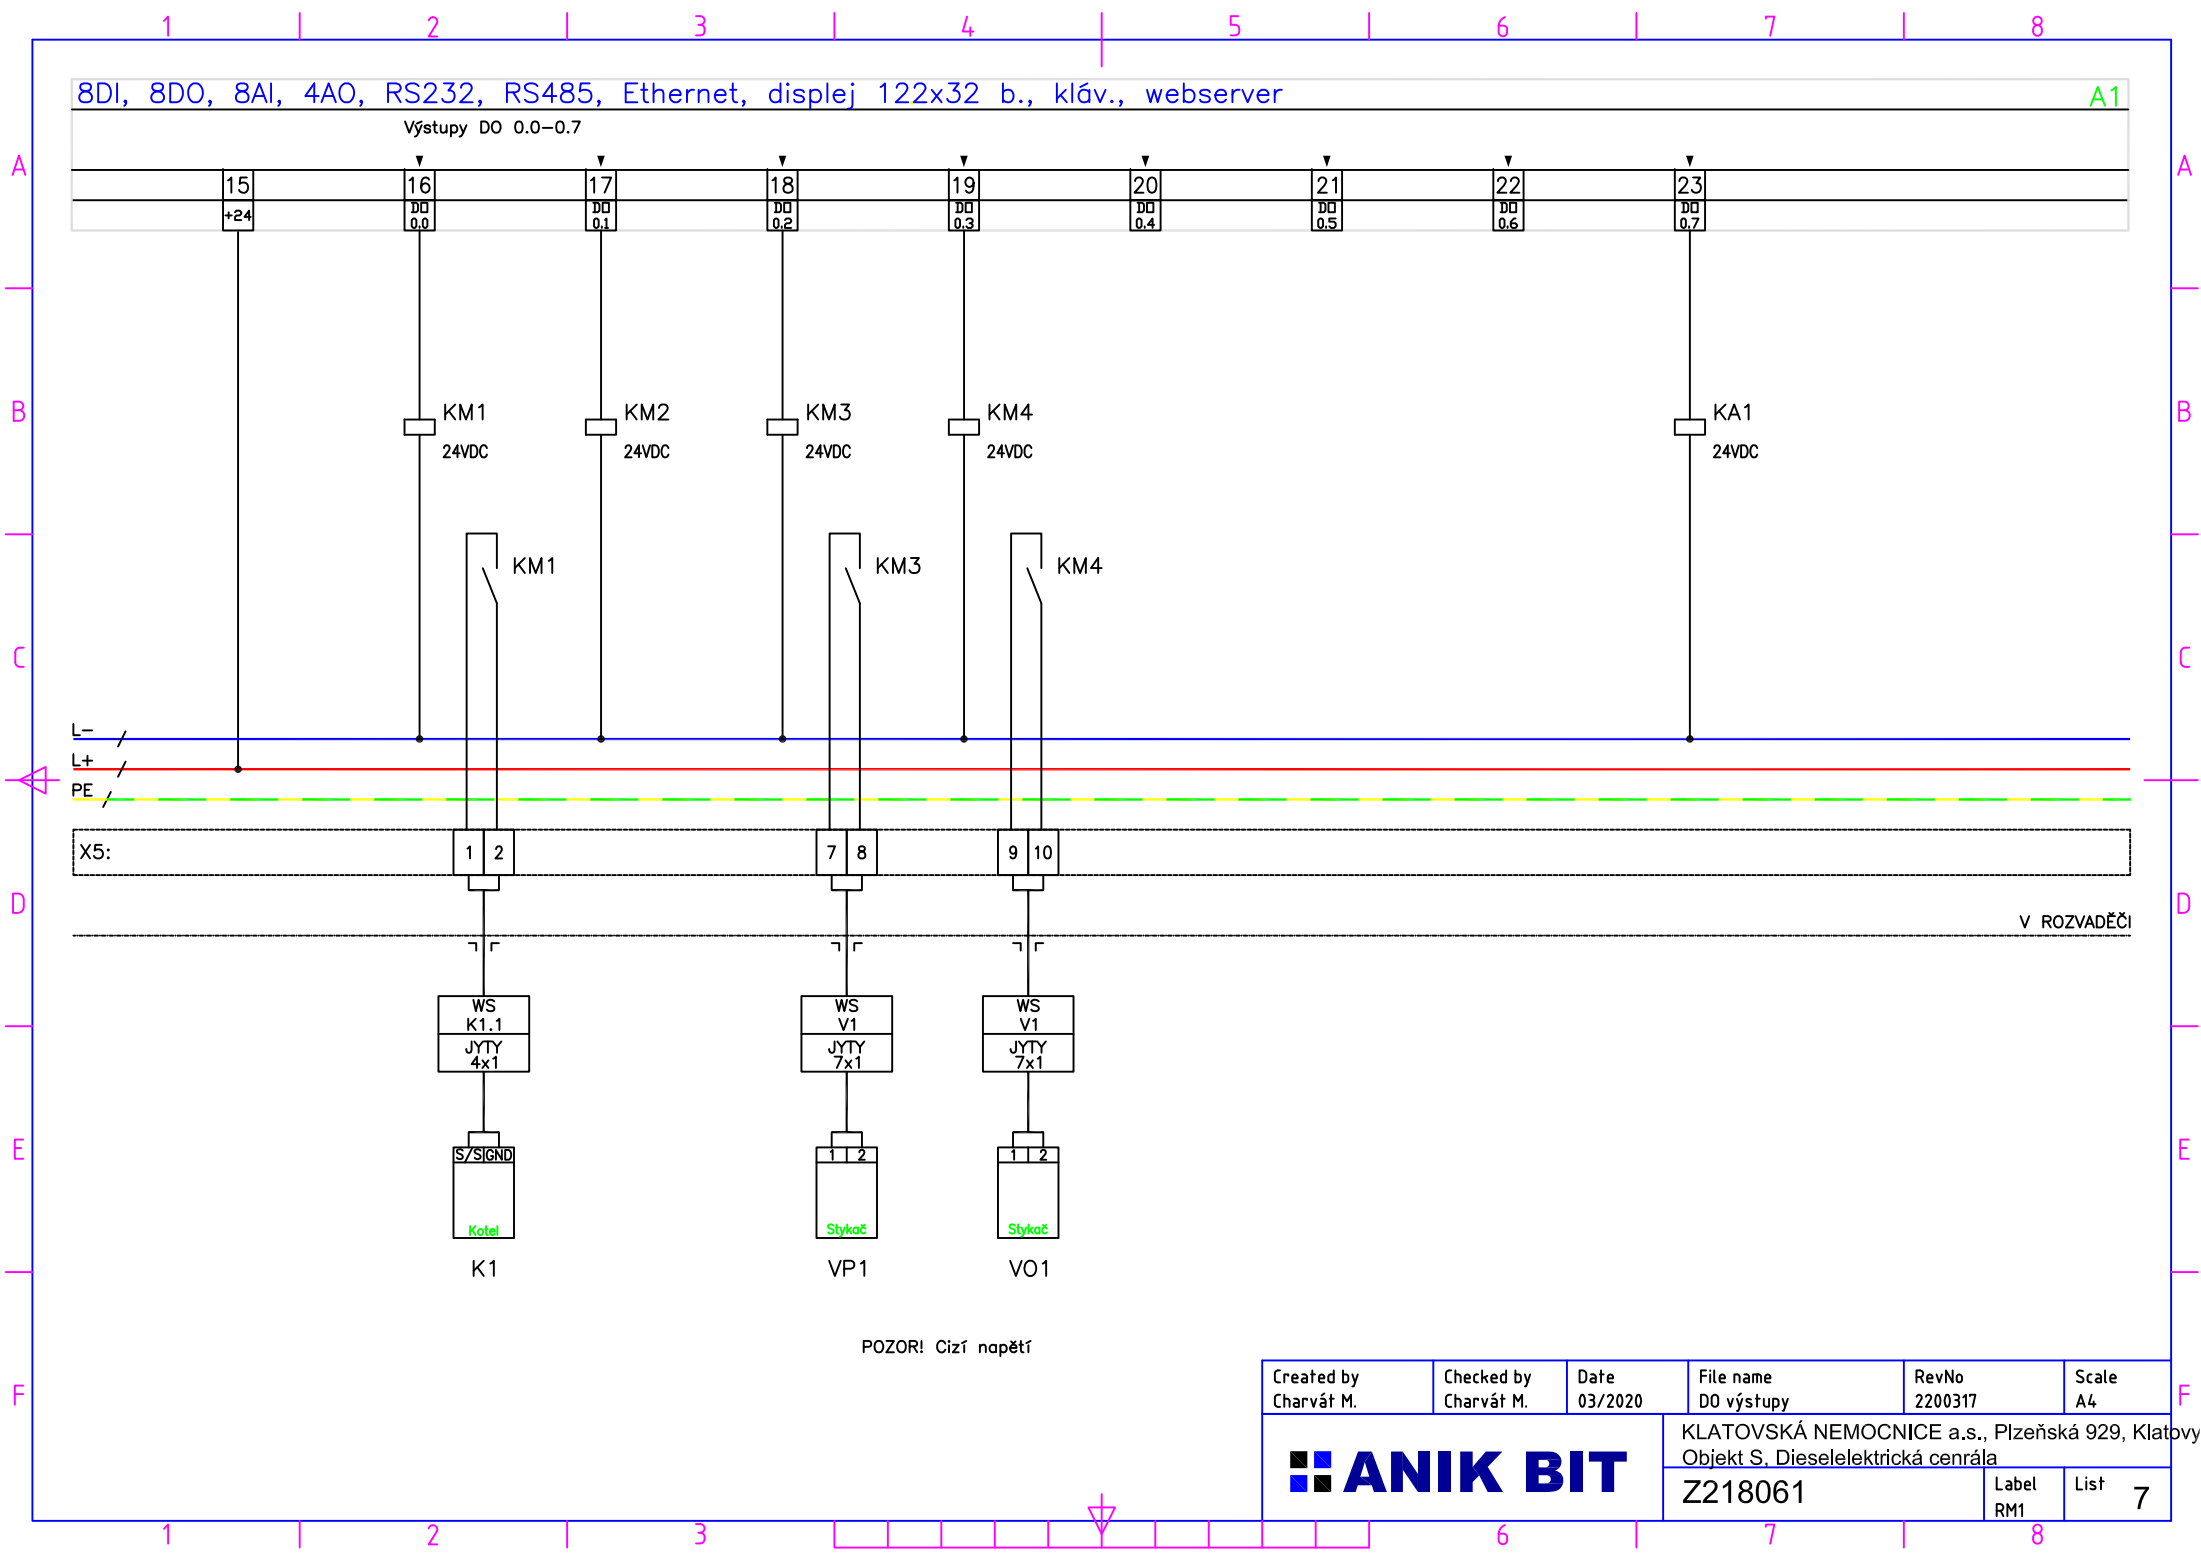 1 2 3 4 5 6 7 8
8DI, 8DO, 8AI, 4AO, RS232, RS485, Ethernet, displej 122x32 b., kláv., webserver A1
Výstupy DO 0.0-0.7
A A
15 16 17 18 19 20 21 22 23
+24 DO DO DO DO DO DO DO DO
0.0 0.1 0.2 0.3 0.4 0.5 0.6 0.7
B B
KM1 KM2 KM3 KM4 KA1
24VDC 24VDC 24VDC 24VDC 24VDC
KM1 KM3 KM4
C C
L-
L+
PE
X5: 1 2 7 8 9 10
D D
V ROZVADĚČI
WS WS WS
K1.1 V1 V1
JYTY JYTY JYTY
4x1 7x1 7x1
E E
S/S GND 1 2 1 2
Kotel Stykač Stykač
K1 VP1 VO1
POZOR! Cizí napětí
F F
Created by Checked by Date File name RevNo Scale
Charvát M. Charvát M. 03/2020 DO výstupy 2200317 A4
KLATOVSKÁ NEMOCNICE a.s., Plzeňská 929, Klatovy
Objekt S, Dieselelektrická cenrála
ANIK BIT
Z218061
Label List 7
RM1
1 2 3 6 7 8